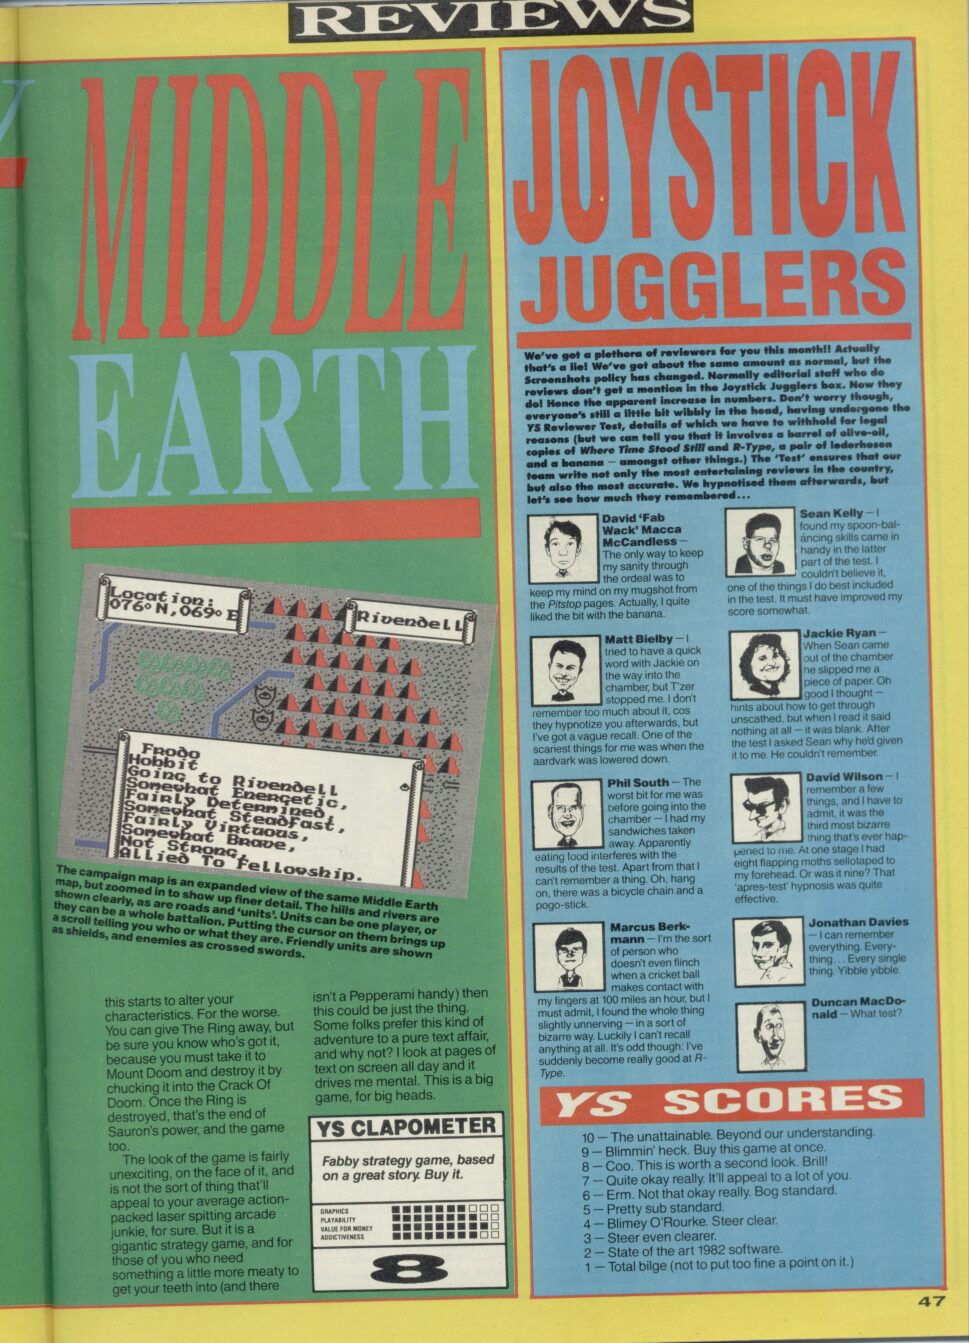 REVIEWS
Y
MIDDLE
EARTH
Location:
076° N,069° E
Rivendell
Frodo
Hobbit
Going to Rivendell
Somewhat Energetic,
Fairly Determined,
Somewhat Steadfast,
Fairly Virtuous,
Somewhat Brave,
Not Strong,
Allied To Fellowship.
The campaign map is an expanded view of the same Middle Earth
map, but zoomed in to show up finer detail. The hills and rivers are
shown clearly, as are roads and 'units'. Units can be one player, or
they can be a whole battalion. Putting the cursor on them brings up
a scroll telling you who or what they are. Friendly units are shown
as shields, and enemies as crossed swords.
this starts to alter your
characteristics. For the worse.
You can give The Ring away, but
be sure you know who's got it,
because you must take it to
Mount Doom and destroy it by
chucking it into the Crack Of
Doom. Once the Ring is
destroyed, that's the end of
Sauron's power, and the game
too.
The look of the game is fairly
unexciting, on the face of it, and
is not the sort of thing that'll
appeal to your average action-
packed laser spitting arcade
junkie, for sure. But it is a
gigantic strategy game, and for
those of you who need
something a little more meaty to
get your teeth into (and there
isn't a Pepperami handy) then
this could be just the thing.
Some folks prefer this kind of
adventure to a pure text affair,
and why not? I look at pages of
text on screen all day and it
drives me mental. This is a big
game, for big heads.
YS CLAPOMETER
Fabby strategy game, based
on a great story. Buy it.
GRAPHICS
PLAYABILITY
VALUE FOR MONEY
ADDICTIVENESS
8
JOYSTICK
JUGGLERS
We've got a plethora of reviewers for you this month!! Actually
that's a lie! We've got about the same amount as normal, but the
Screenshots policy has changed. Normally editorial staff who do
reviews don't get a mention in the Joystick Jugglers box. Now they
do! Hence the apparent increase in numbers. Don't worry though,
everyone's still a little bit wibbly in the head, having undergone the
YS Reviewer Test, details of which we have to withhold for legal
reasons (but we can tell you that it involves a barrel of olive-oil,
copies of Where Time Stood Still and R-Type, a pair of lederhosen
and a banana — amongst other things.) The 'Test' ensures that our
team write not only the most entertaining reviews in the country,
but also the most accurate. We hypnotised them afterwards, but
let's see how much they remembered...
David 'Fab
Wack' Macca
McCandless —
The only way to keep
my sanity through
the ordeal was to
keep my mind on my mugshot from
the Pitstop pages. Actually, I quite
liked the bit with the banana.
Matt Bielby — I
tried to have a quick
word with Jackie on
the way into the
chamber, but T'zer
stopped me. I don't
remember too much about it, cos
they hypnotize you afterwards, but
I've got a vague recall. One of the
scariest things for me was when the
aardvark was lowered down.
Phil South — The
worst bit for me was
before going into the
chamber — I had my
sandwiches taken
away. Apparently
eating food interferes with the
results of the test. Apart from that I
can't remember a thing. Oh, hang
on, there was a bicycle chain and a
pogo-stick.
Marcus Berk-
mann — I'm the sort
of person who
doesn't even flinch
when a cricket ball
makes contact with
my fingers at 100 miles an hour, but I
must admit, I found the whole thing
slightly unnerving — in a sort of
bizarre way. Luckily I can't recall
anything at all. It's odd though: I've
suddenly become really good at R-
Type.
Sean Kelly — I
found my spoon-bal-
ancing skills came in
handy in the latter
part of the test. I
couldn't believe it,
one of the things I do best included
in the test. It must have improved my
score somewhat.
Jackie Ryan —
When Sean came
out of the chamber
he slipped me a
piece of paper. Oh
good I thought —
hints about how to get through
unscathed, but when I read it said
nothing at all — it was blank. After
the test I asked Sean why he'd given
it to me. He couldn't remember.
David Wilson — I
remember a few
things, and I have to
admit, it was the
third most bizarre
thing that's ever hap-
pened to me. At one stage I had
eight flapping moths sellotaped to
my forehead. Or was it nine? That
'apres-test' hypnosis was quite
effective.
Jonathan Davies
— I can remember
everything. Every-
thing... Every single
thing. Yibble yibble.
Duncan MacDo-
nald — What test?
YS SCORES
10 — The unattainable. Beyond our understanding.
9 — Blimmin' heck. Buy this game at once.
8 — Coo. This is worth a second look. Brill!
7 — Quite okay really. It'll appeal to a lot of you.
6 — Erm. Not that okay really. Bog standard.
5 — Pretty sub standard.
4 — Blimey O'Rourke. Steer clear.
3 — Steer even clearer.
2 — State of the art 1982 software.
1 — Total bilge (not to put too fine a point on it.)
47